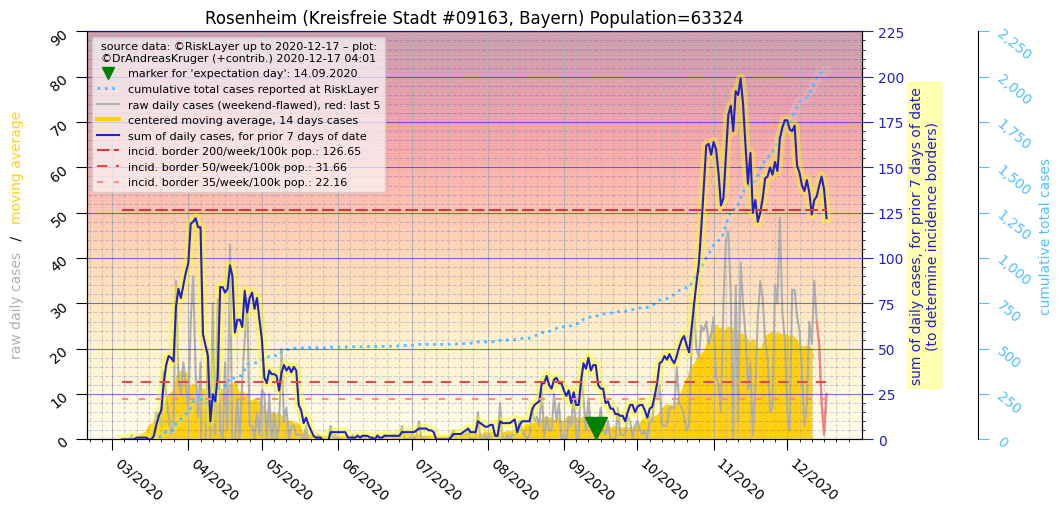 Rosenheim (Kreisfreie Stadt #09163, Bayern) Population=63324
source data: ©RiskLayer up to 2020-12-17 – plot:
©DrAndreasKruger (+contrib.) 2020-12-17 04:01
marker for 'expectation day': 14.09.2020
cumulative total cases reported at RiskLayer
raw daily cases (weekend-flawed), red: last 5
centered moving average, 14 days cases
sum of daily cases, for prior 7 days of date
incid. border 200/week/100k pop.: 126.65
incid. border 50/week/100k pop.: 31.66
incid. border 35/week/100k pop.: 22.16
raw daily cases / moving average
90
80
70
60
50
40
30
20
10
0
03/2020
04/2020
05/2020
06/2020
07/2020
08/2020
09/2020
10/2020
11/2020
12/2020
225
200
175
150
125
100
75
50
25
0
sum of daily cases, for prior 7 days of date
(to determine incidence borders)
2,250
2,000
1,750
1,500
1,250
1,000
750
500
250
0
cumulative total cases